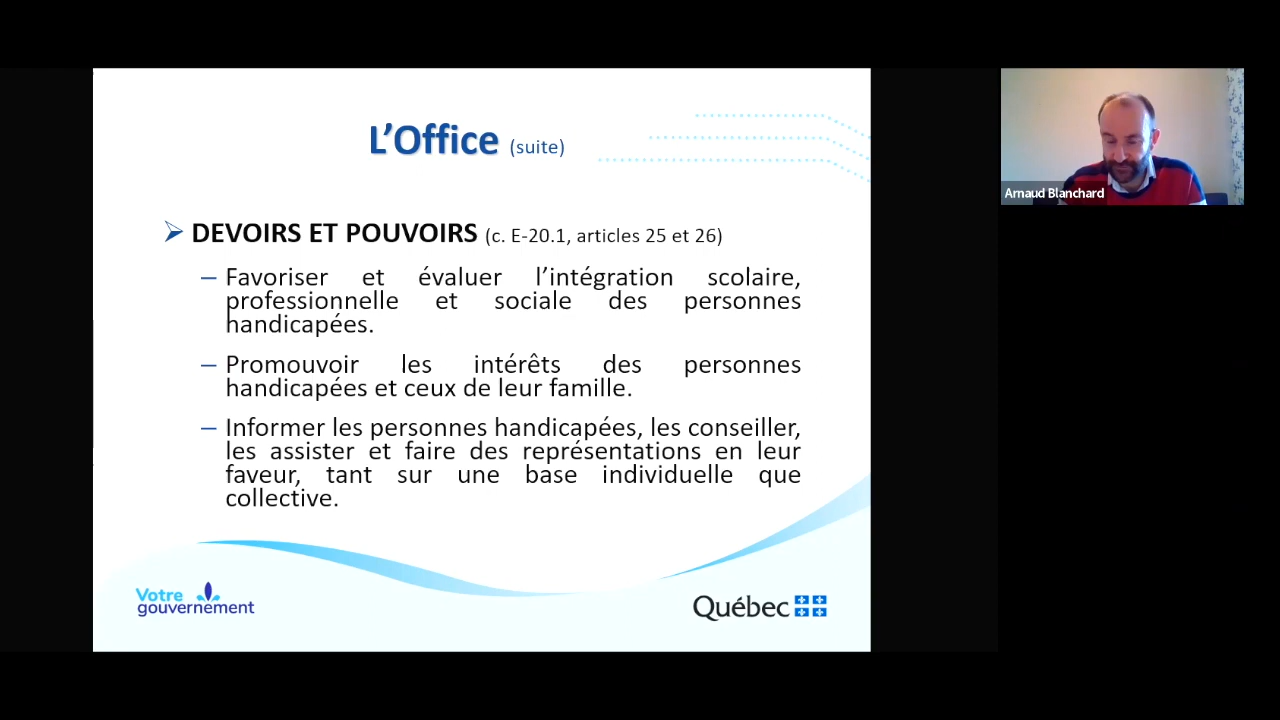 L'Office (suite)
DEVOIRS ET POUVOIRS (c. E-20.1, articles 25 et 26)
– Favoriser et évaluer l'intégration scolaire,
professionnelle et sociale des personnes
handicapées.
– Promouvoir les intérêts des personnes
handicapées et ceux de leur famille.
– Informer les personnes handicapées, les conseiller,
les assister et faire des représentations en leur
faveur, tant sur une base individuelle que
collective.
Votre
gouvernement
Québec
Arnaud Blanchard